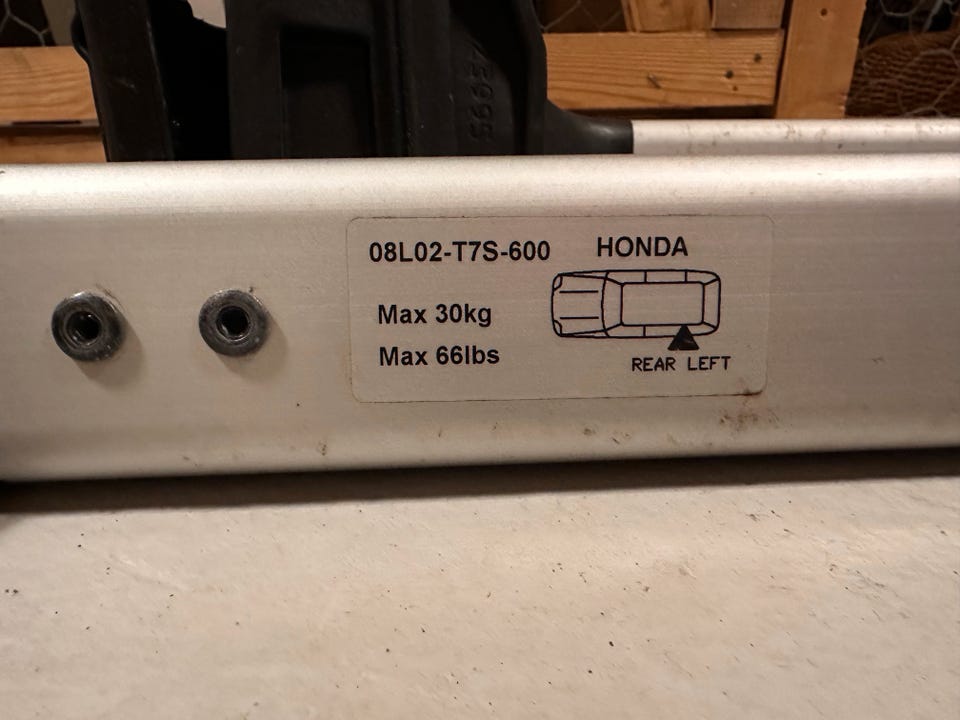 08L02-T7S-600
HONDA
Max 30kg
Max 66lbs
REAR LEFT